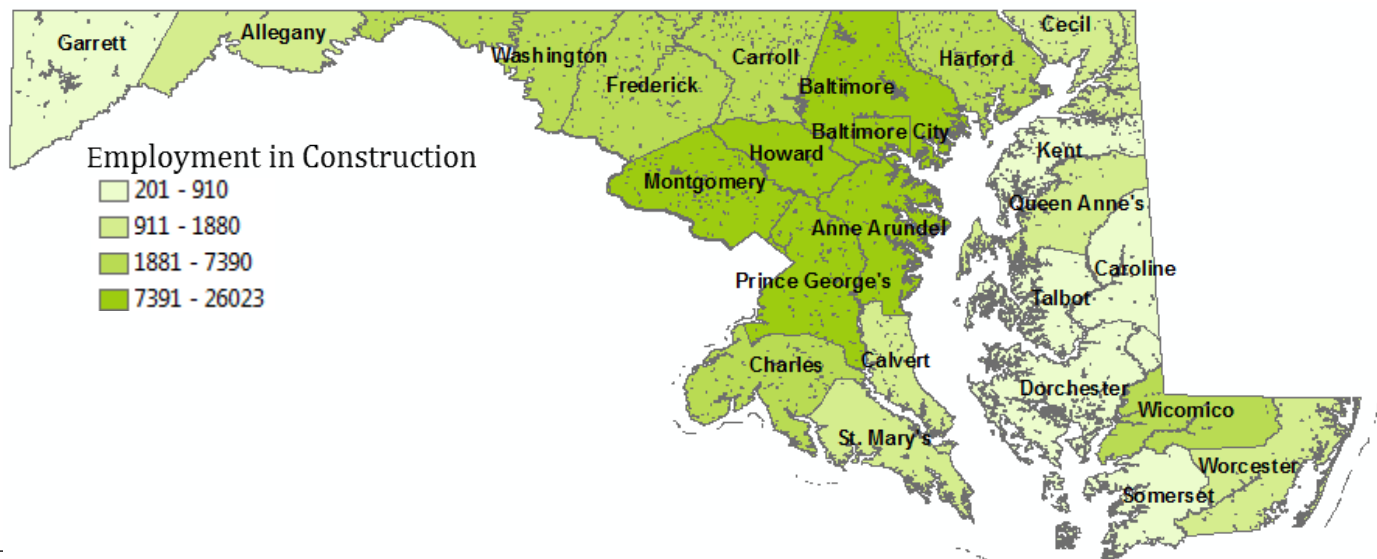 Garrett
Allegany
Washington
Frederick
Carroll
Baltimore
Harford
Cecil
Baltimore City
Howard
Montgomery
Kent
Queen Anne's
Anne Arundel
Prince George's
Caroline
Talbot
Charles
Calvert
Dorchester
Wicomico
St. Mary's
Worcester
Somerset
Employment in Construction
201 - 910
911 - 1880
1881 - 7390
7391 - 26023